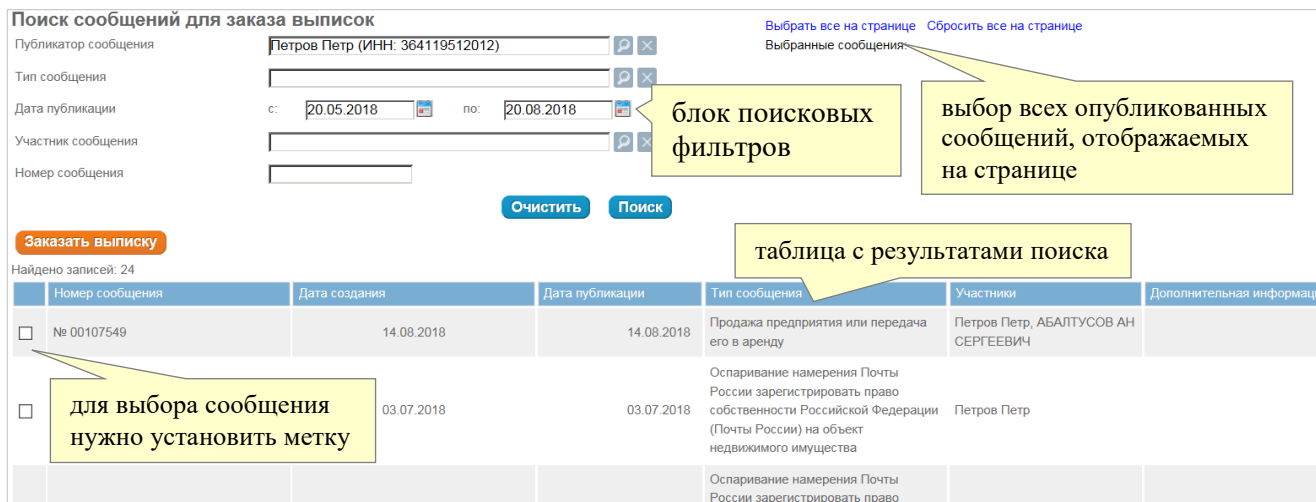 Поиск сообщений для заказа выписок
Выбрать все на странице Сбросить все на странице
Публикатор сообщения Петров Петр (ИНН: 364119512012)
Выбранные сообщения:
Тип сообщения
Дата публикации с: 20.05.2018 по: 20.08.2018
блок поисковых
фильтров
выбор всех опубликованных
сообщений, отображаемых
на странице
Участник сообщения
Номер сообщения
Очистить Поиск
Заказать выписку
таблица с результатами поиска
Найдено записей: 24
Номер сообщения Дата создания Дата публикации Тип сообщения Участники Дополнительная информац
№ 00107549 14.08.2018 14.08.2018 Продажа предприятия или передача Петров Петр, АБАЛТУСОВ АН
его в аренду СЕРГЕЕВИЧ
для выбора сообщения
нужно установить метку
Оспаривание намерения Почты
России зарегистрировать право
03.07.2018 03.07.2018 собственности Российской Федерации Петров Петр
(Почты России) на объект
недвижимого имущества
Оспаривание намерения Почты
России зарегистрировать право